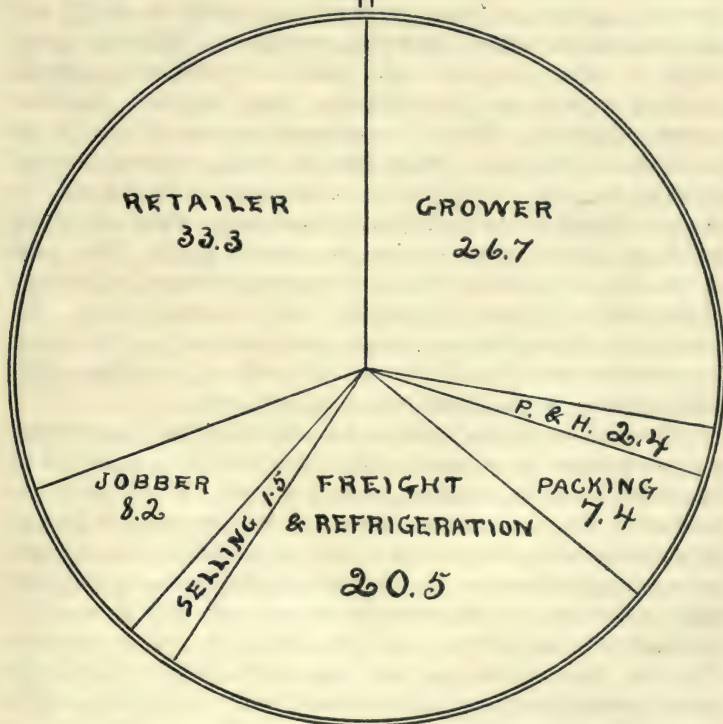 RETAILER
33.3
GROWER
26.7
P. & H. 2.4
PACKING
7.4
FREIGHT
& REFRIGERATION
20.5
SELLING 1.5
JOBBER
8.2